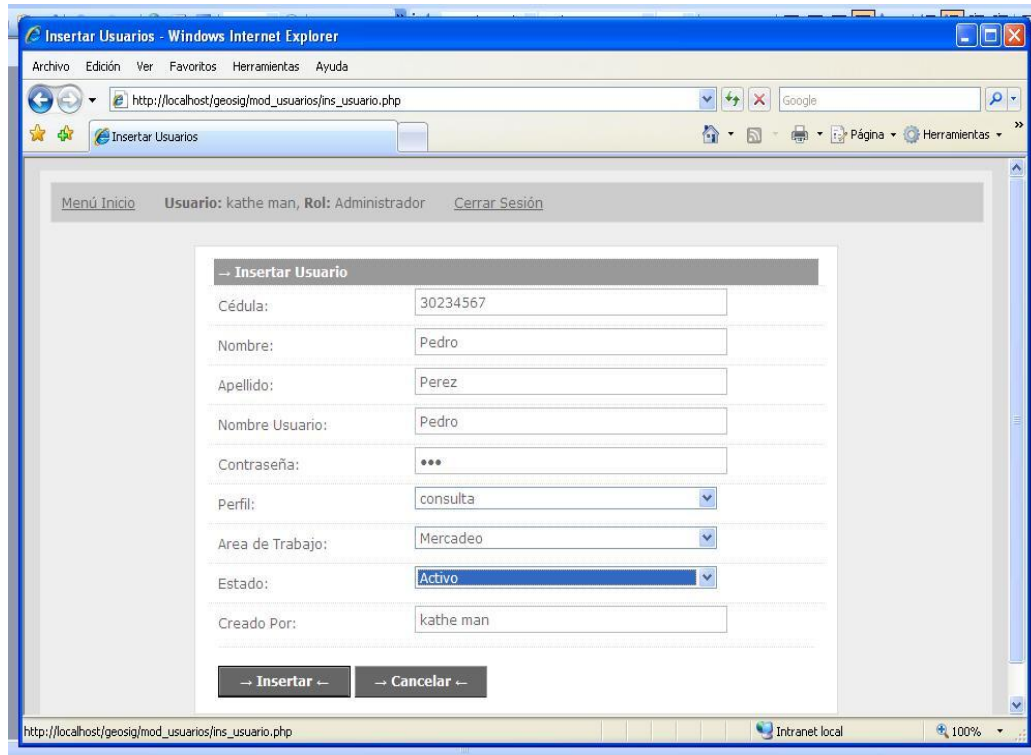 Insertar Usuarios - Windows Internet Explorer
Archivo Edición Ver Favoritos Herramientas Ayuda
http://localhost/geosig/mod_usuarios/ins_usuario.php
Google
Insertar Usuarios
Página
Herramientas
»
Menú Inicio Usuario: kathe man, Rol: Administrador Cerrar Sesión
→ Insertar Usuario
Cédula: 30234567
Nombre: Pedro
Apellido: Perez
Nombre Usuario: Pedro
Contraseña: •••
Perfil: consulta
Area de Trabajo: Mercadeo
Estado: Activo
Creado Por: kathe man
→ Insertar ← → Cancelar ←
http://localhost/geosig/mod_usuarios/ins_usuario.php Intranet local 100%